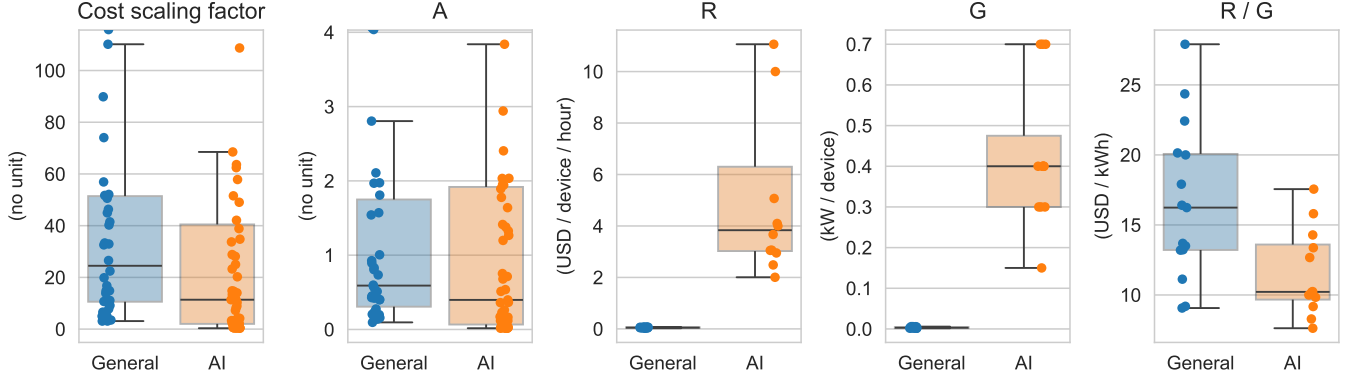 Cost scaling factor
(no unit)
100
80
60
40
20
0
General AI
A
(no unit)
4
3
2
1
0
General AI
R
(USD / device / hour)
10
8
6
4
2
0
General AI
G
(kW / device)
0.7
0.6
0.5
0.4
0.3
0.2
0.1
0.0
General AI
R / G
(USD / kWh)
25
20
15
10
General AI